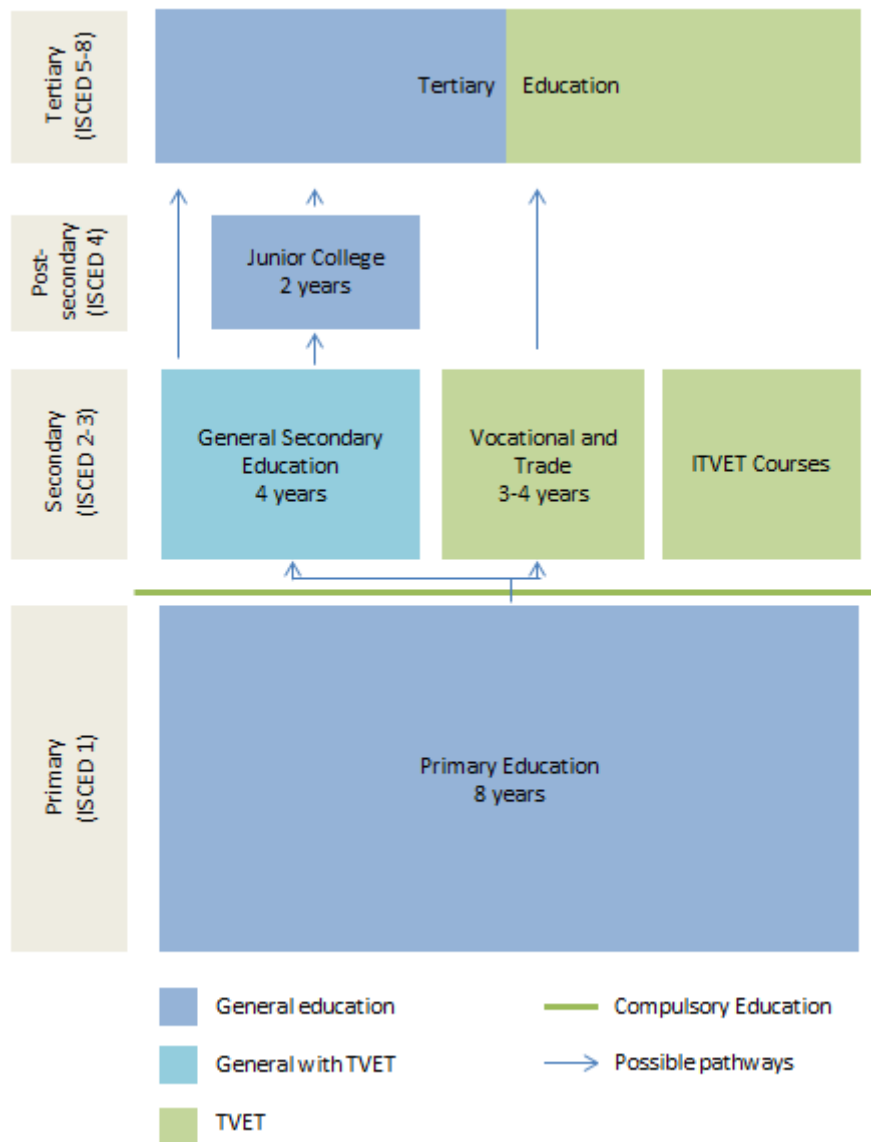 Tertiary
(ISCED 5-8)
Tertiary Education
Post-
secondary
(ISCED 4)
Junior College
2 years
Secondary
(ISCED 2-3)
General Secondary
Education
4 years
Vocational and
Trade
3-4 years
ITVET Courses
Primary
(ISCED 1)
Primary Education
8 years
General education
Compulsory Education
General with TVET
Possible pathways
TVET